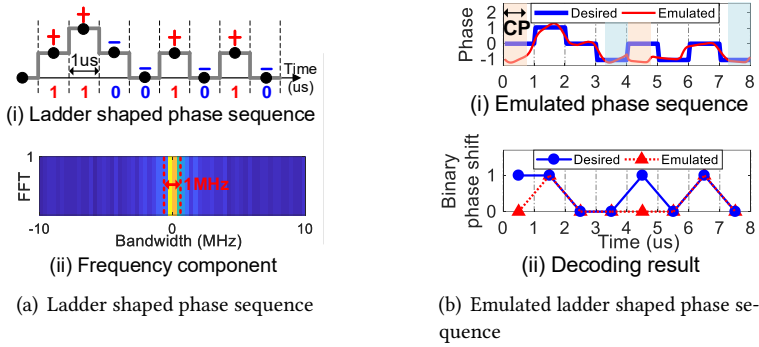 + + − − + − + −
1us
Time
(us)
1 1 0 0 1 0 1 0
(i) Ladder shaped phase sequence
1
FFT
1MHz
-10 0 10
Bandwidth (MHz)
(ii) Frequency component
(a) Ladder shaped phase sequence
Desired Emulated
CP
Phase
2
1
0
-1
0 1 2 3 4 5 6 7 8
(i) Emulated phase sequence
Desired Emulated
Binary
phase shift
1
0
0 1 2 3 4 5 6 7 8
Time (us)
(ii) Decoding result
(b) Emulated ladder shaped phase se-
quence